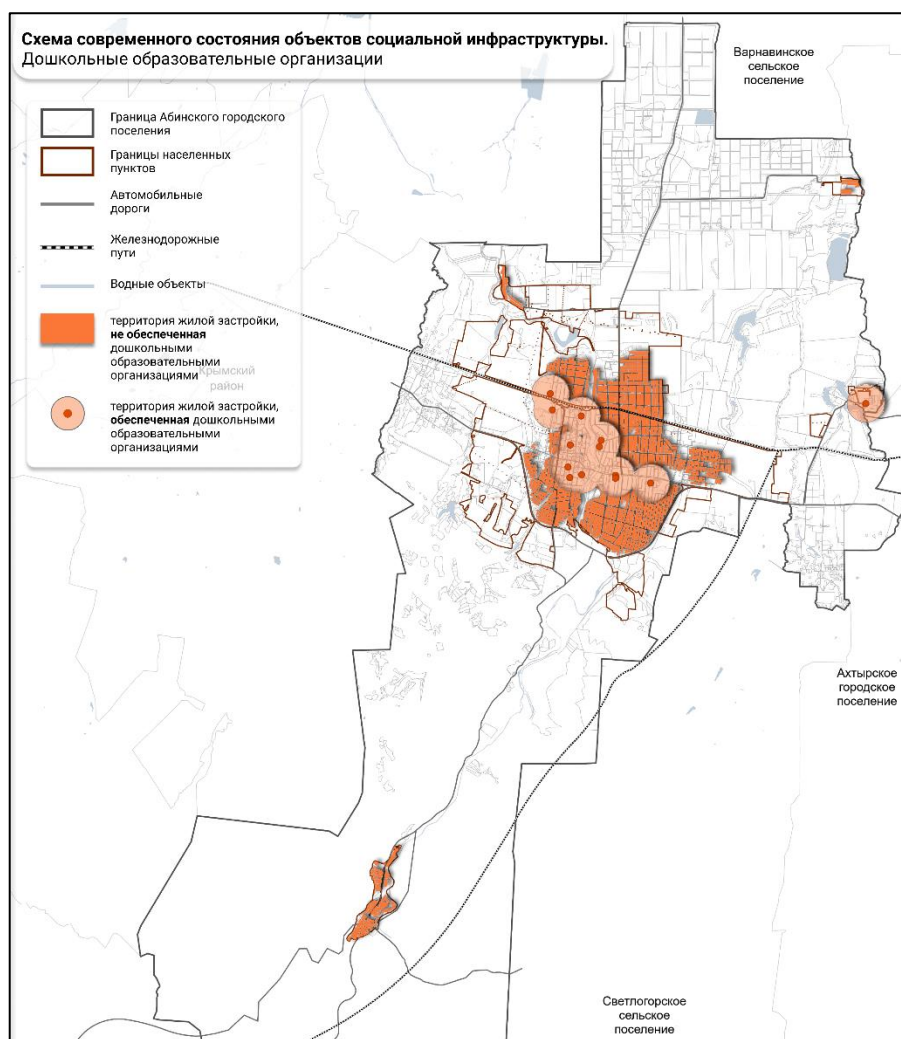 Схема современного состояния объектов социальной инфраструктуры.
Дошкольные образовательные организации
Варнавинское
сельское
поселение
Граница Абинского городского
поселения
Границы населенных
пунктов
Автомобильные
дороги
Железнодорожные
пути
Водные объекты
территория жилой застройки,
не обеспеченная
дошкольными
образовательными
организациями
Крымский
район
территория жилой застройки,
обеспеченная дошкольными
образовательными
организациями
Ахтырское
городское
поселение
Светлогорское
сельское
поселение